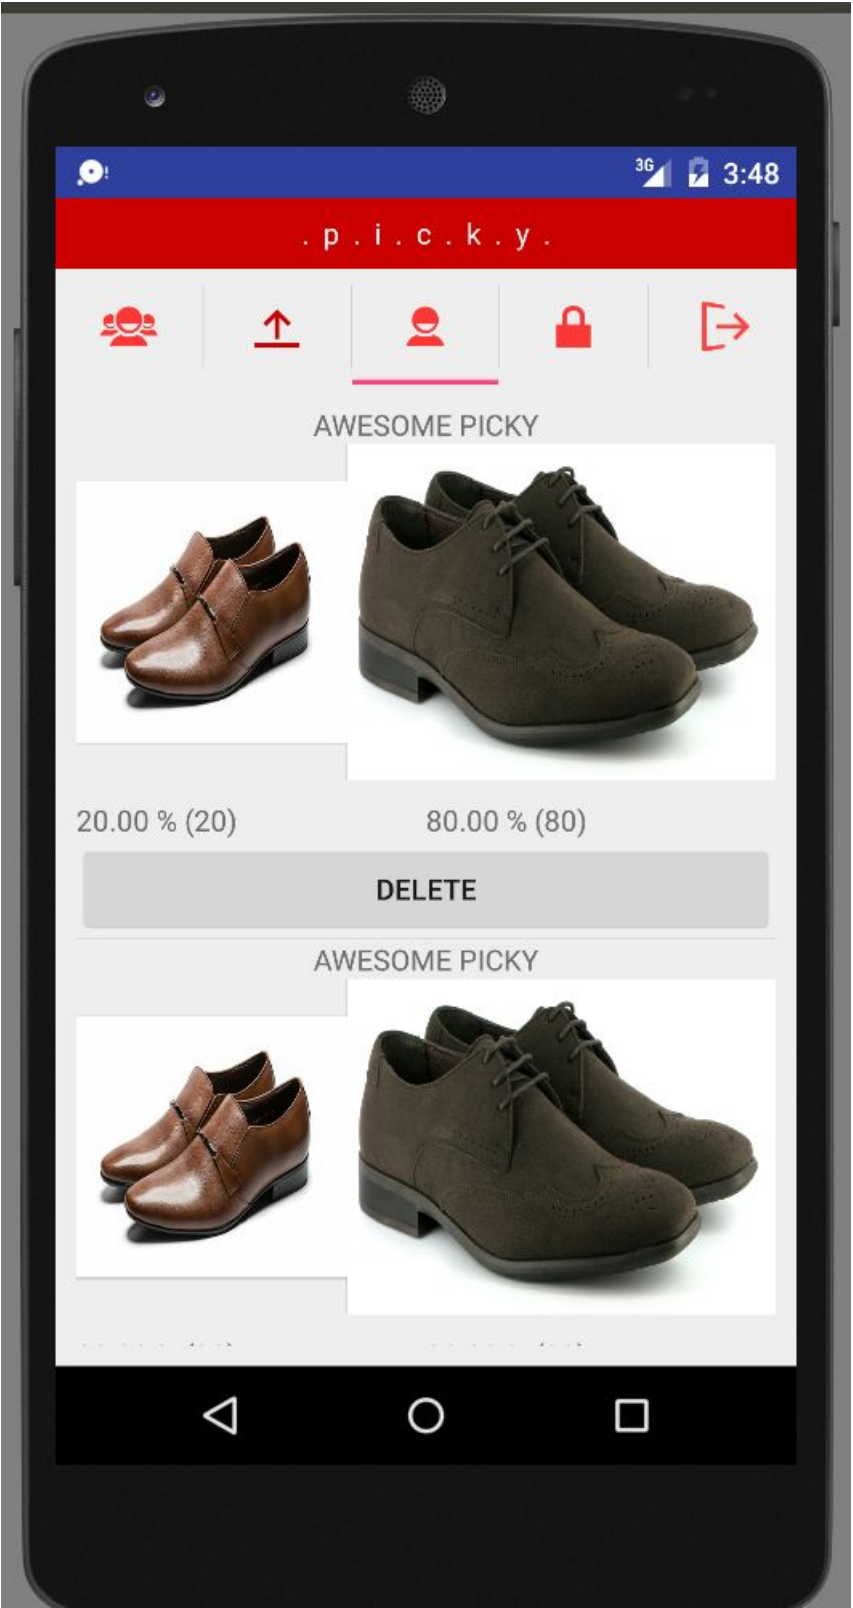 3G 3:48
. p . i . c . k . y .
AWESOME PICKY
20.00 % (20) 80.00 % (80)
DELETE
AWESOME PICKY